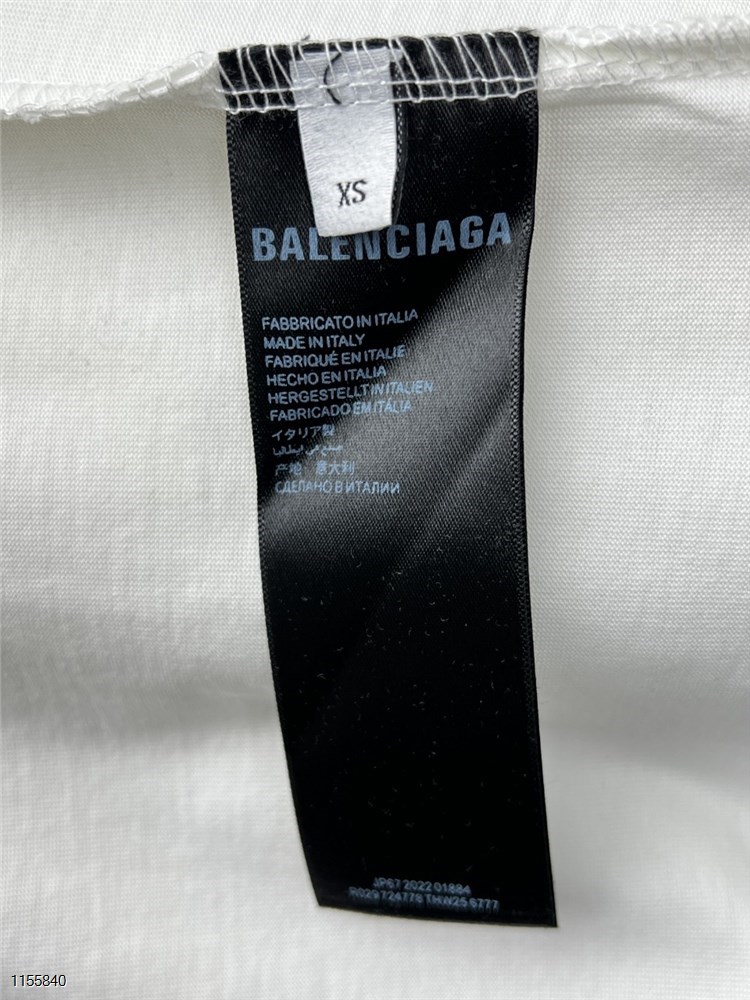 XS
BALENCIAGA
FABBRICATO IN ITALIA
MADE IN ITALY
FABRIQUÉ EN ITALIE
HECHO EN ITALIA
HERGESTELLT IN ITALIEN
FABRICADO EM ITÁLIA
イタリア製
صنع في ايطاليا
产地 意大利
СДЕЛАНО В ИТАЛИИ
JP67 2022 01884
R029 724778 THW25 6777
1155840